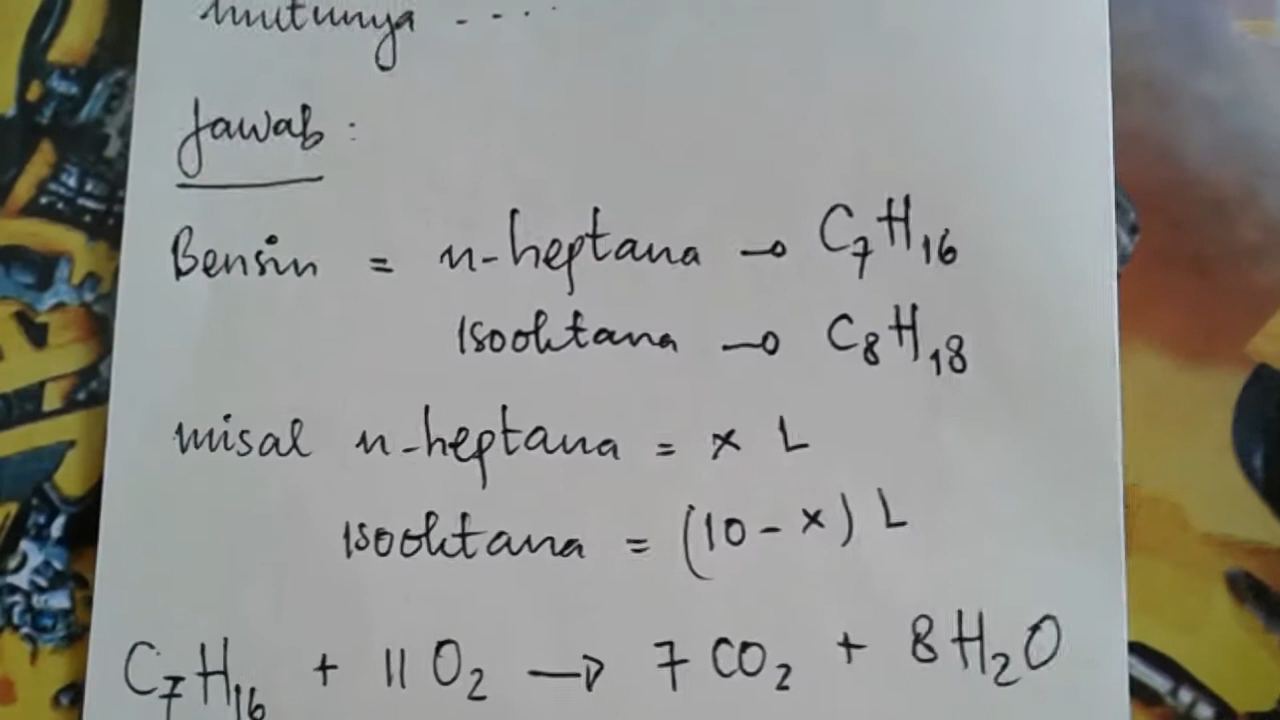 mutunya ....
Jawab :
Bensin = n-heptana → C₇H₁₆
Isooktana → C₈H₁₈
misal n-heptana = x L
Isooktana = (10 - x) L
C₇H₁₆ + 11 O₂ → 7 CO₂ + 8 H₂O